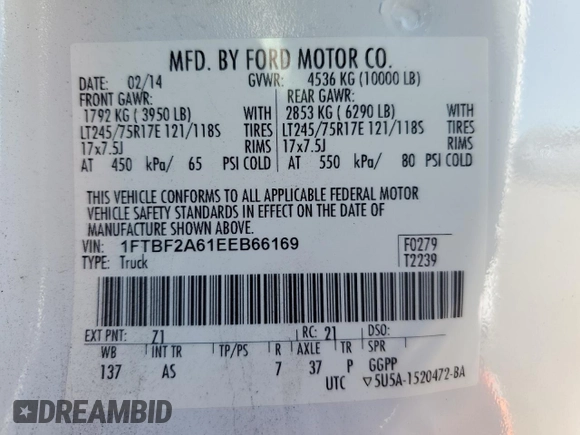 MFD. BY FORD MOTOR CO.
DATE: 02/14 GVWR: 4536 KG (10000 LB)
FRONT GAWR: REAR GAWR:
1792 KG ( 3950 LB) WITH 2853 KG ( 6290 LB) WITH
LT245/75R17E 121/118S TIRES LT245/75R17E 121/118S TIRES
17x7.5J RIMS 17x7.5J RIMS
AT 450 kPa/ 65 PSI COLD AT 550 kPa/ 80 PSI COLD
THIS VEHICLE CONFORMS TO ALL APPLICABLE FEDERAL MOTOR
VEHICLE SAFETY STANDARDS IN EFFECT ON THE DATE OF
MANUFACTURE SHOWN ABOVE.
VIN: 1FTBF2A61EEB66169 F0279
TYPE: Truck T2239
EXT PNT: Z1 RC: 21 DSO:
WB INT TR TP/PS R AXLE TR SPR
137 AS 7 37 P GGPP
UTC ▽5U5A-1520472-BA
DREAMBID